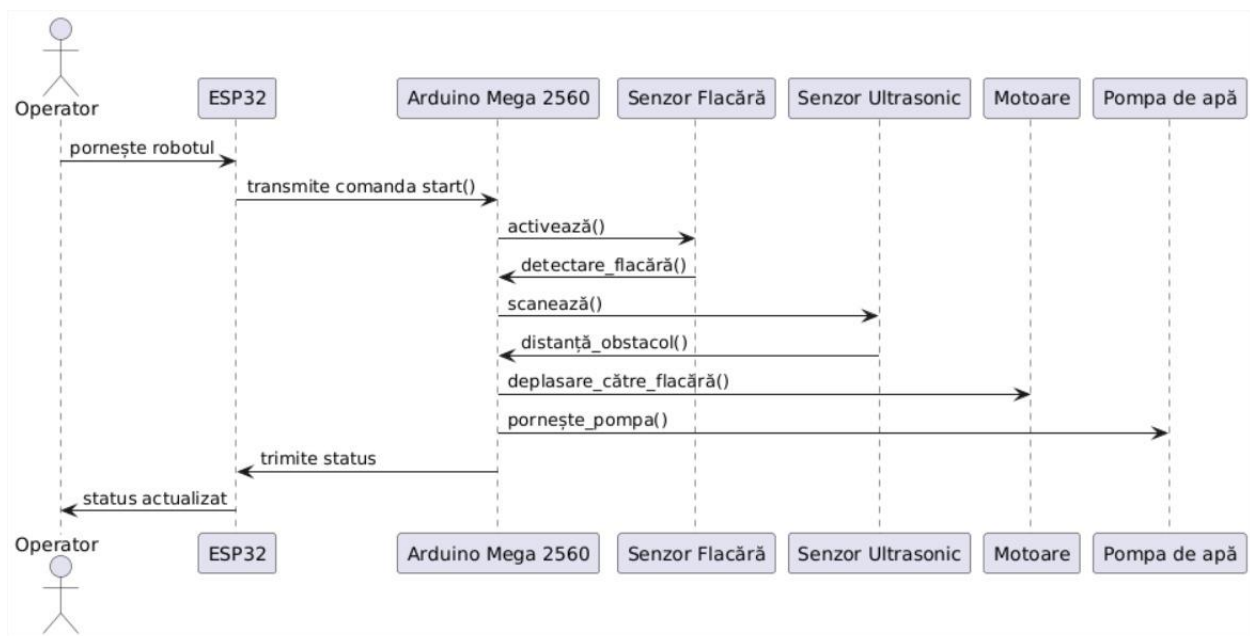 Operator
ESP32
Arduino Mega 2560
Senzor Flacără
Senzor Ultrasonic
Motoare
Pompa de apă
pornește robotul
transmite comanda start()
activează()
detectare_flacără()
scanează()
distanță_obstacol()
deplasare_către_flacără()
pornește_pompa()
trimite status
status actualizat
Operator
ESP32
Arduino Mega 2560
Senzor Flacără
Senzor Ultrasonic
Motoare
Pompa de apă